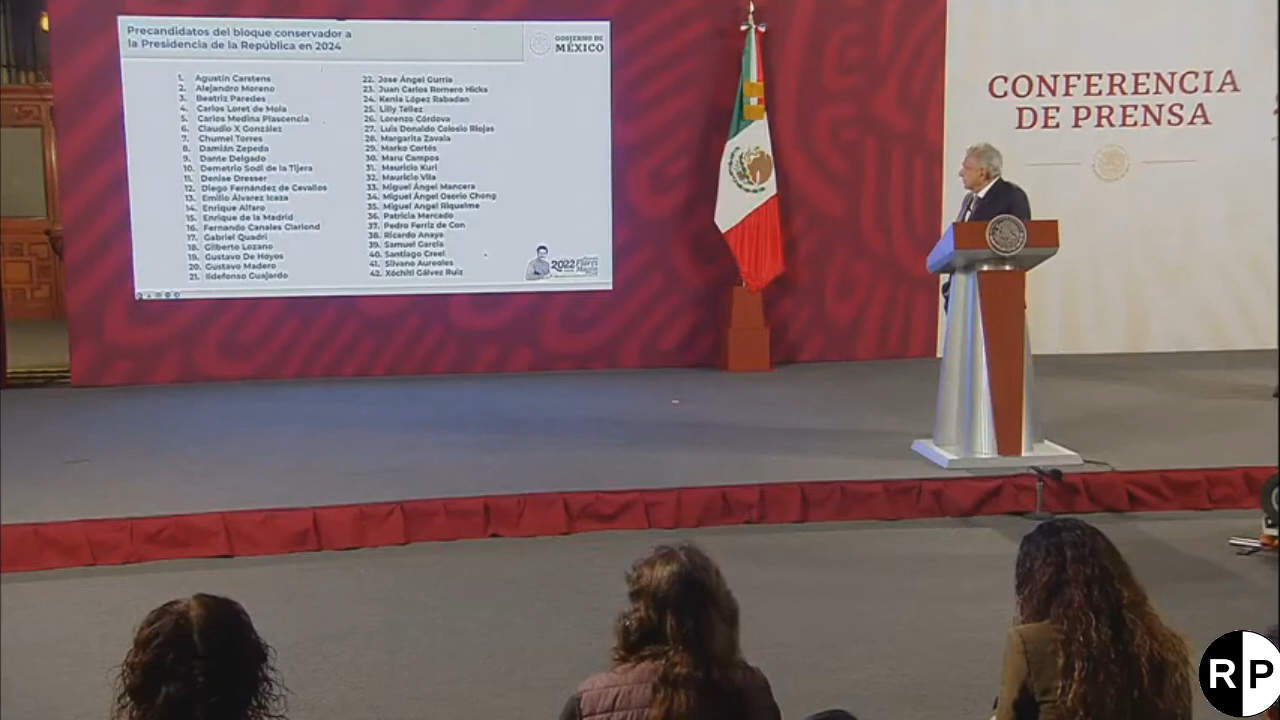 Precandidatos del bloque conservador a
la Presidencia de la República en 2024
GOBIERNO DE
MÉXICO
1. Agustín Carstens
2. Alejandro Moreno
3. Beatriz Paredes
4. Carlos Loret de Mola
5. Carlos Medina Plascencia
6. Claudio X González
7. Chumel Torres
8. Damián Zepeda
9. Dante Delgado
10. Demetrio Sodi de la Tijera
11. Denise Dresser
12. Diego Fernández de Cevallos
13. Emilio Álvarez Icaza
14. Enrique Alfaro
15. Enrique de la Madrid
16. Fernando Canales Clariond
17. Gabriel Quadri
18. Gilberto Lozano
19. Gustavo De Hoyos
20. Gustavo Madero
21. Ildefonso Guajardo
22. Jose Ángel Gurría
23. Juan Carlos Romero Hicks
24. Kenia López Rabadan
25. Lilly Téllez
26. Lorenzo Córdova
27. Luis Donaldo Colosio Riojas
28. Margarita Zavala
29. Marko Cortés
30. Maru Campos
31. Mauricio Kuri
32. Mauricio Vila
33. Miguel Ángel Mancera
34. Miguel Ángel Osorio Chong
35. Miguel Angel Riquelme
36. Patricia Mercado
37. Pedro Ferriz de Con
38. Ricardo Anaya
39. Samuel García
40. Santiago Creel
41. Silvano Aureoles
42. Xóchitl Gálvez Ruiz
2022
CONFERENCIA
DE PRENSA
RP